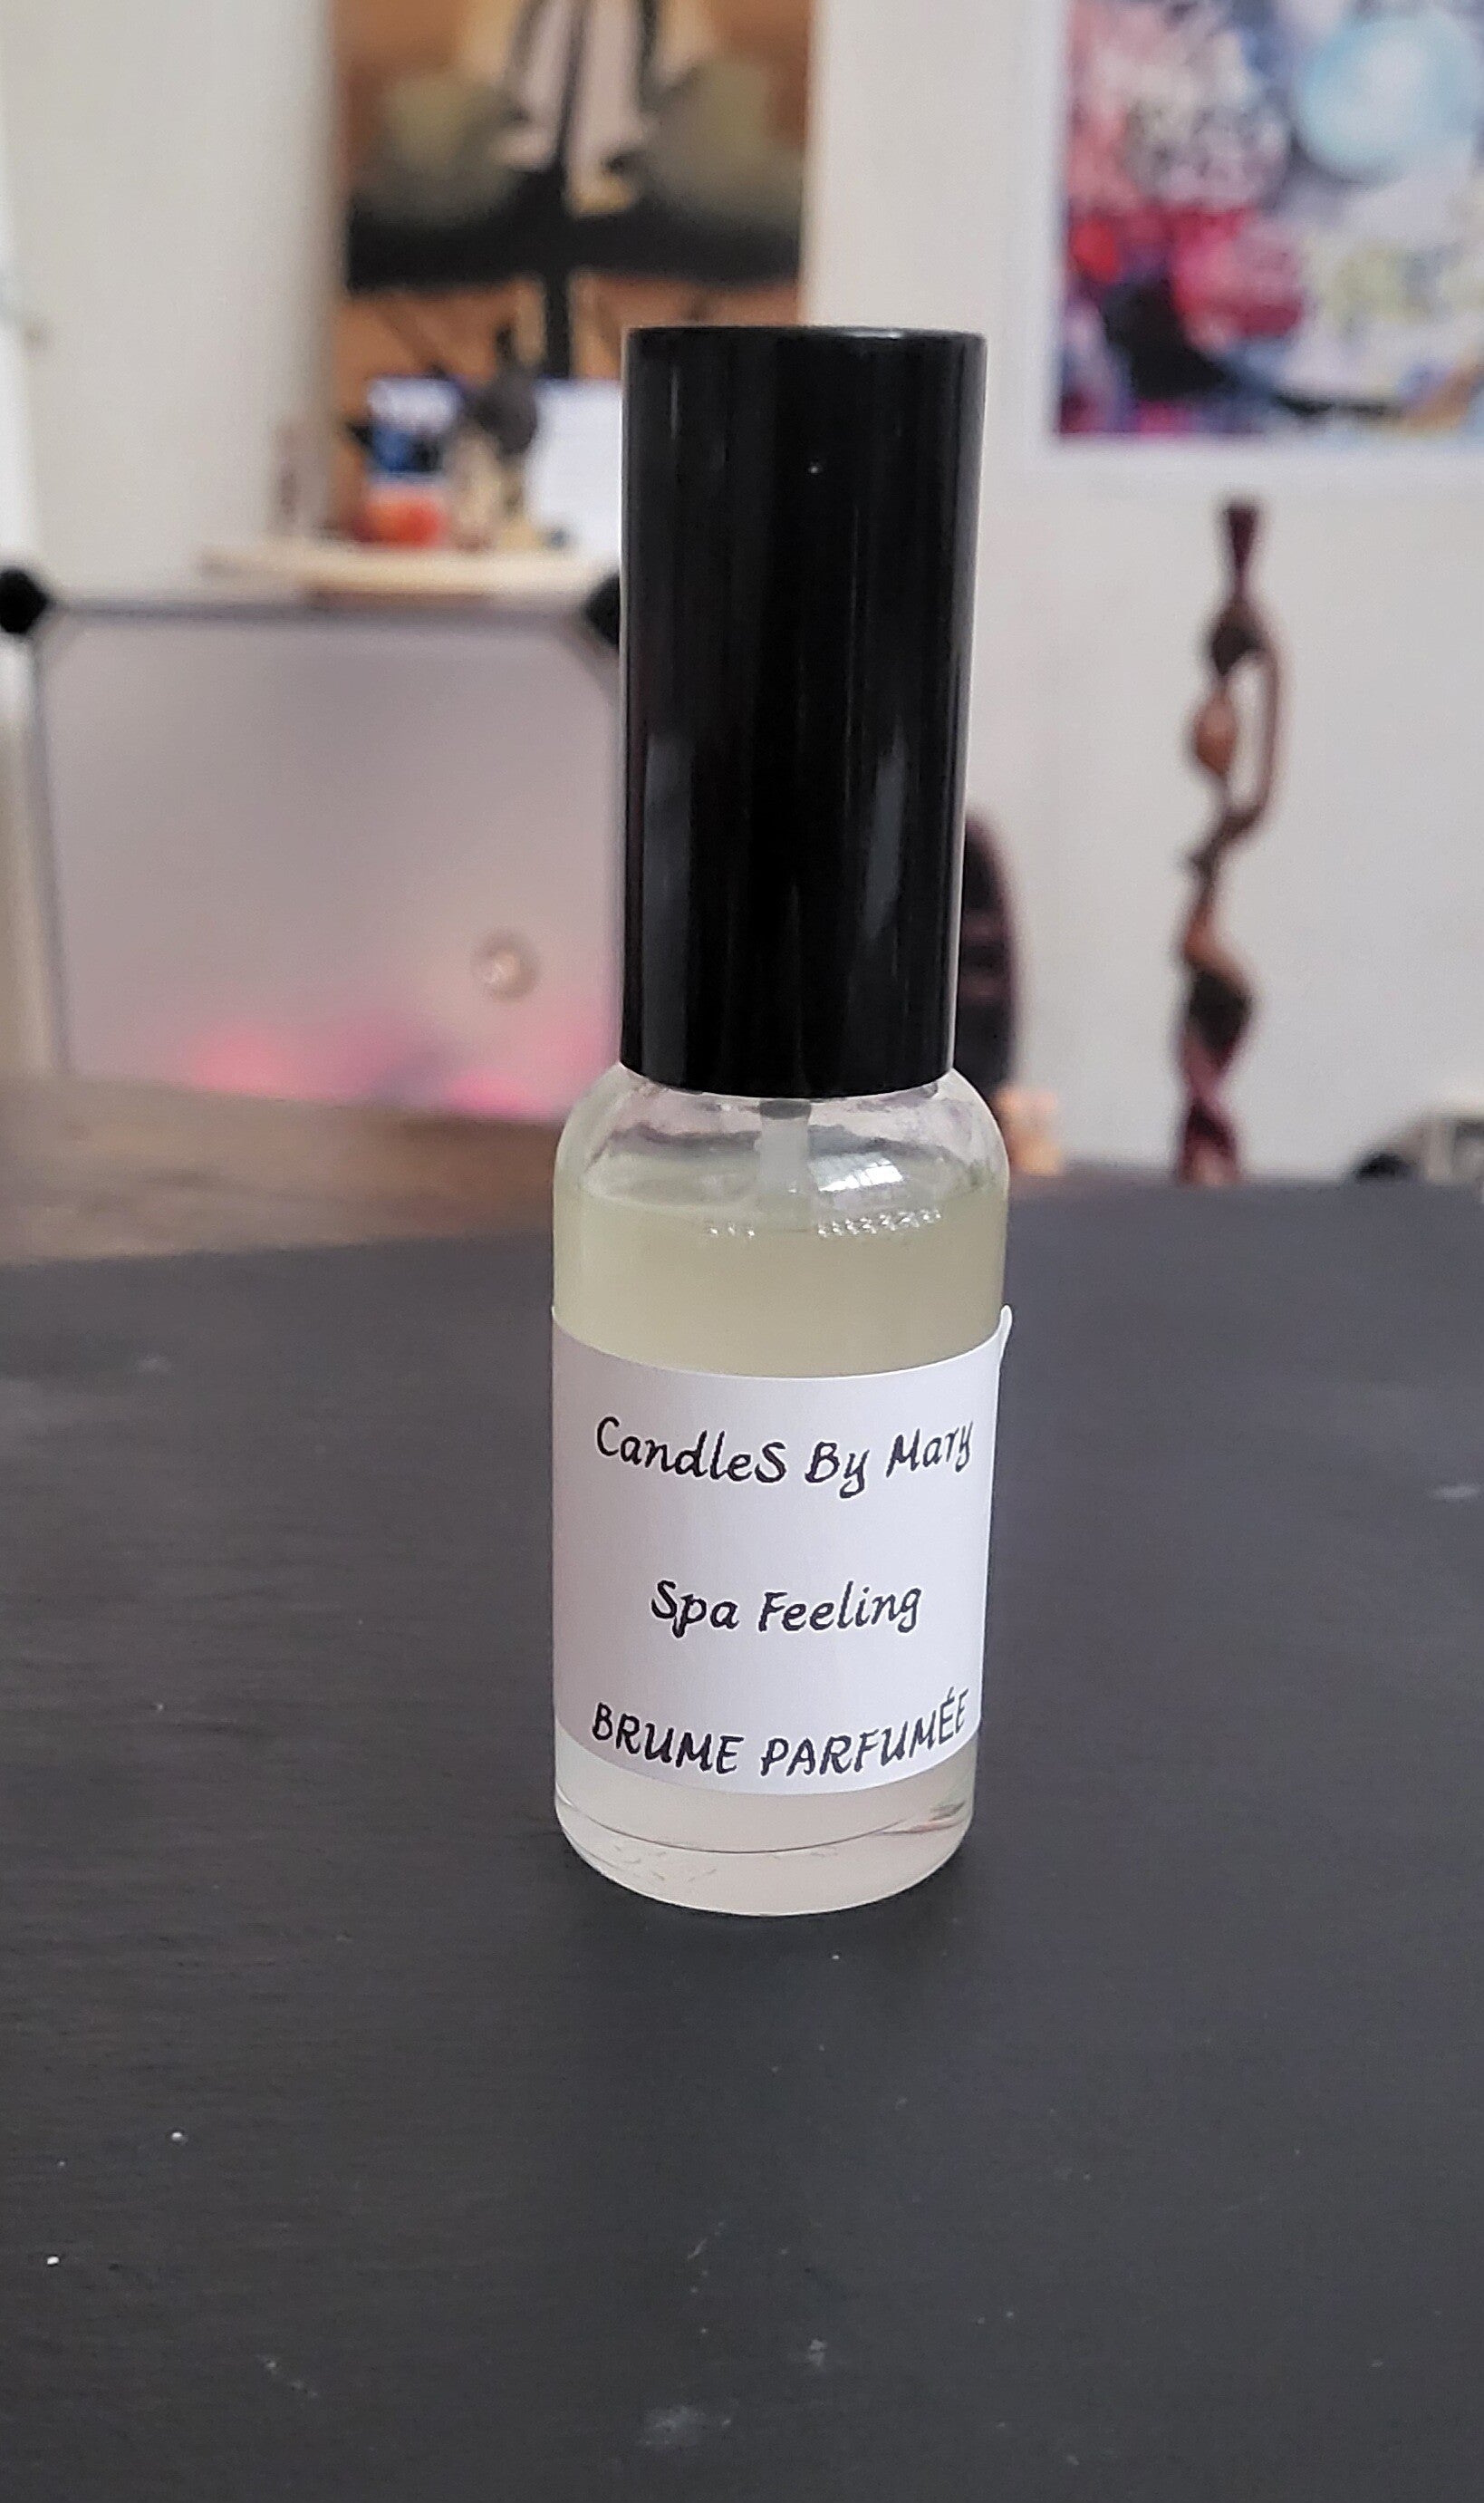 CandleS By Mary
Spa Feeling
BRUME PARFUMÉE